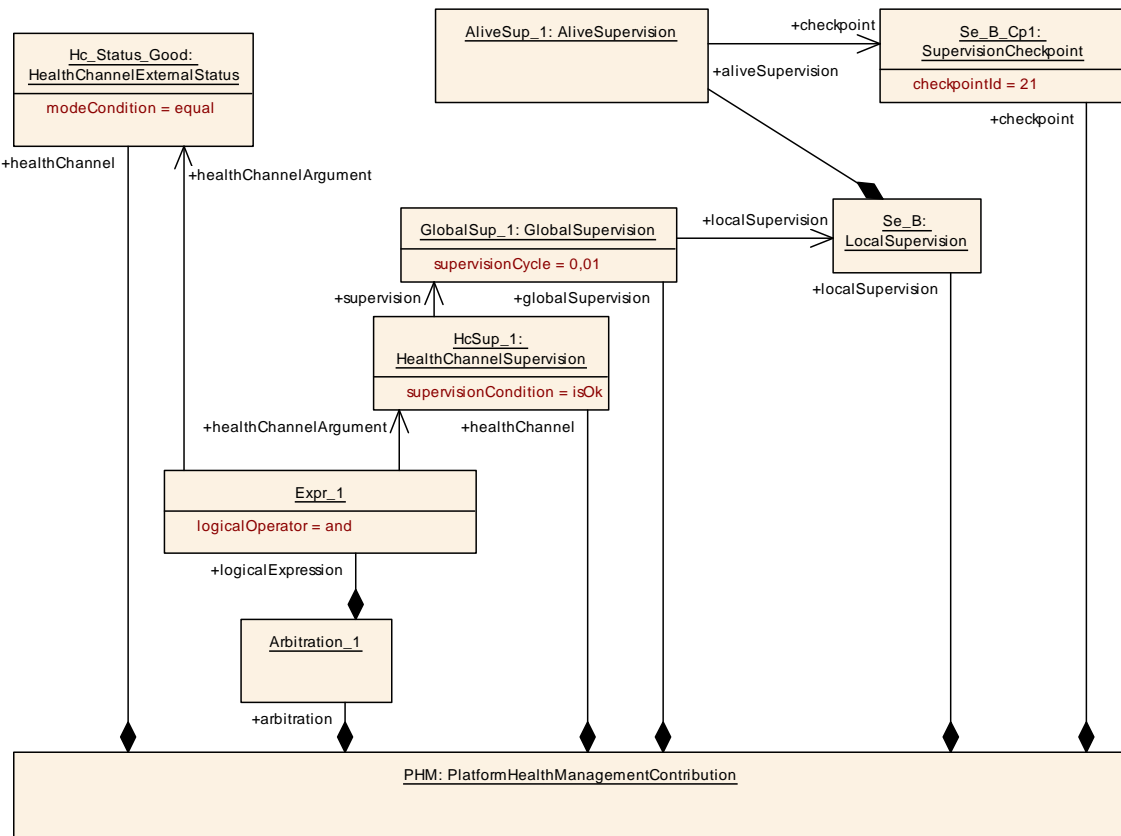 AliveSup_1: AliveSupervision
+checkpoint
Se_B_Cp1:
SupervisionCheckpoint
checkpointId = 21
+aliveSupervision
+checkpoint
Hc_Status_Good:
HealthChannelExternalStatus
modeCondition = equal
+healthChannel
+healthChannelArgument
GlobalSup_1: GlobalSupervision
supervisionCycle = 0,01
+localSupervision
Se_B:
LocalSupervision
+supervision
+globalSupervision
+localSupervision
HcSup_1:
HealthChannelSupervision
supervisionCondition = isOk
+healthChannelArgument
+healthChannel
Expr_1
logicalOperator = and
+logicalExpression
Arbitration_1
+arbitration
PHM: PlatformHealthManagementContribution